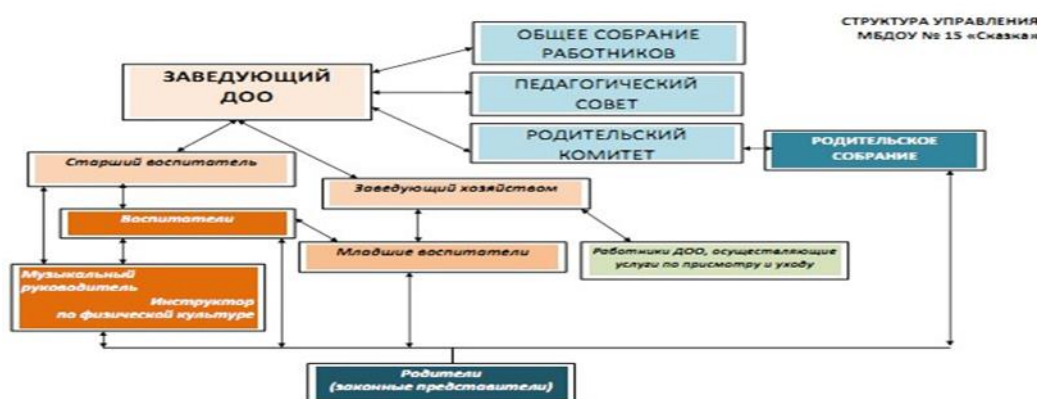 СТРУКТУРА УПРАВЛЕНИЯ
МБДОУ № 15 «Сказка»
ОБЩЕЕ СОБРАНИЕ
РАБОТНИКОВ
ЗАВЕДУЮЩИЙ
ДОО
ПЕДАГОГИЧЕСКИЙ
СОВЕТ
РОДИТЕЛЬСКИЙ
КОМИТЕТ
РОДИТЕЛЬСКОЕ
СОБРАНИЕ
Старший воспитатель
Заведующий хозяйством
Воспитатели
Младшие воспитатели
Работники ДОО, осуществляющие
услуги по присмотру и уходу
Музыкальный
руководитель
Инструктор
по физической культуре
Родители
(законные представители)